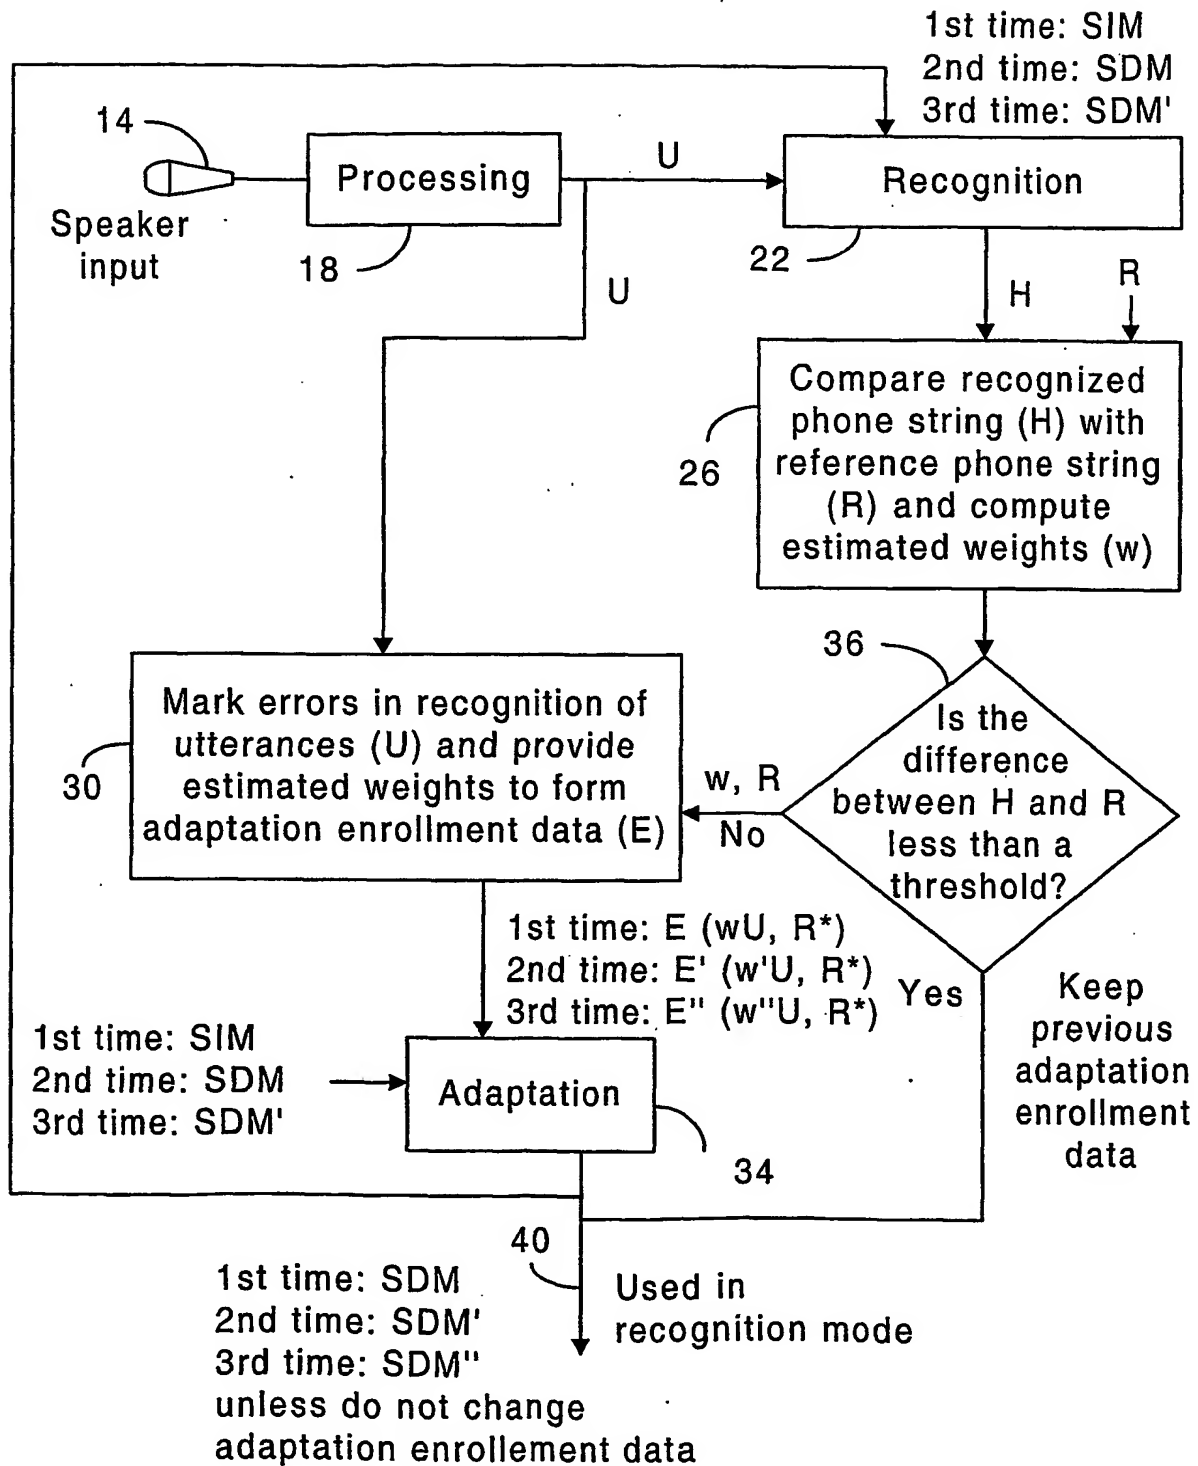 1st time: SIM
2nd time: SDM
3rd time: SDM'
14
Speaker
input
Processing
18
U
U
Recognition
22
H
R
Compare recognized
phone string (H) with
reference phone string
(R) and compute
estimated weights (w)
26
36
Is the
difference
between H and R
less than a
threshold?
w, R
No
Mark errors in recognition of
utterances (U) and provide
estimated weights to form
adaptation enrollment data (E)
30
1st time: E (wU, R*)
2nd time: E' (w'U, R*)
3rd time: E" (w"U, R*)
Yes
Keep
previous
adaptation
enrollment
data
1st time: SIM
2nd time: SDM
3rd time: SDM'
Adaptation
34
40
1st time: SDM
2nd time: SDM'
3rd time: SDM"
unless do not change
adaptation enrollement data
Used in
recognition mode